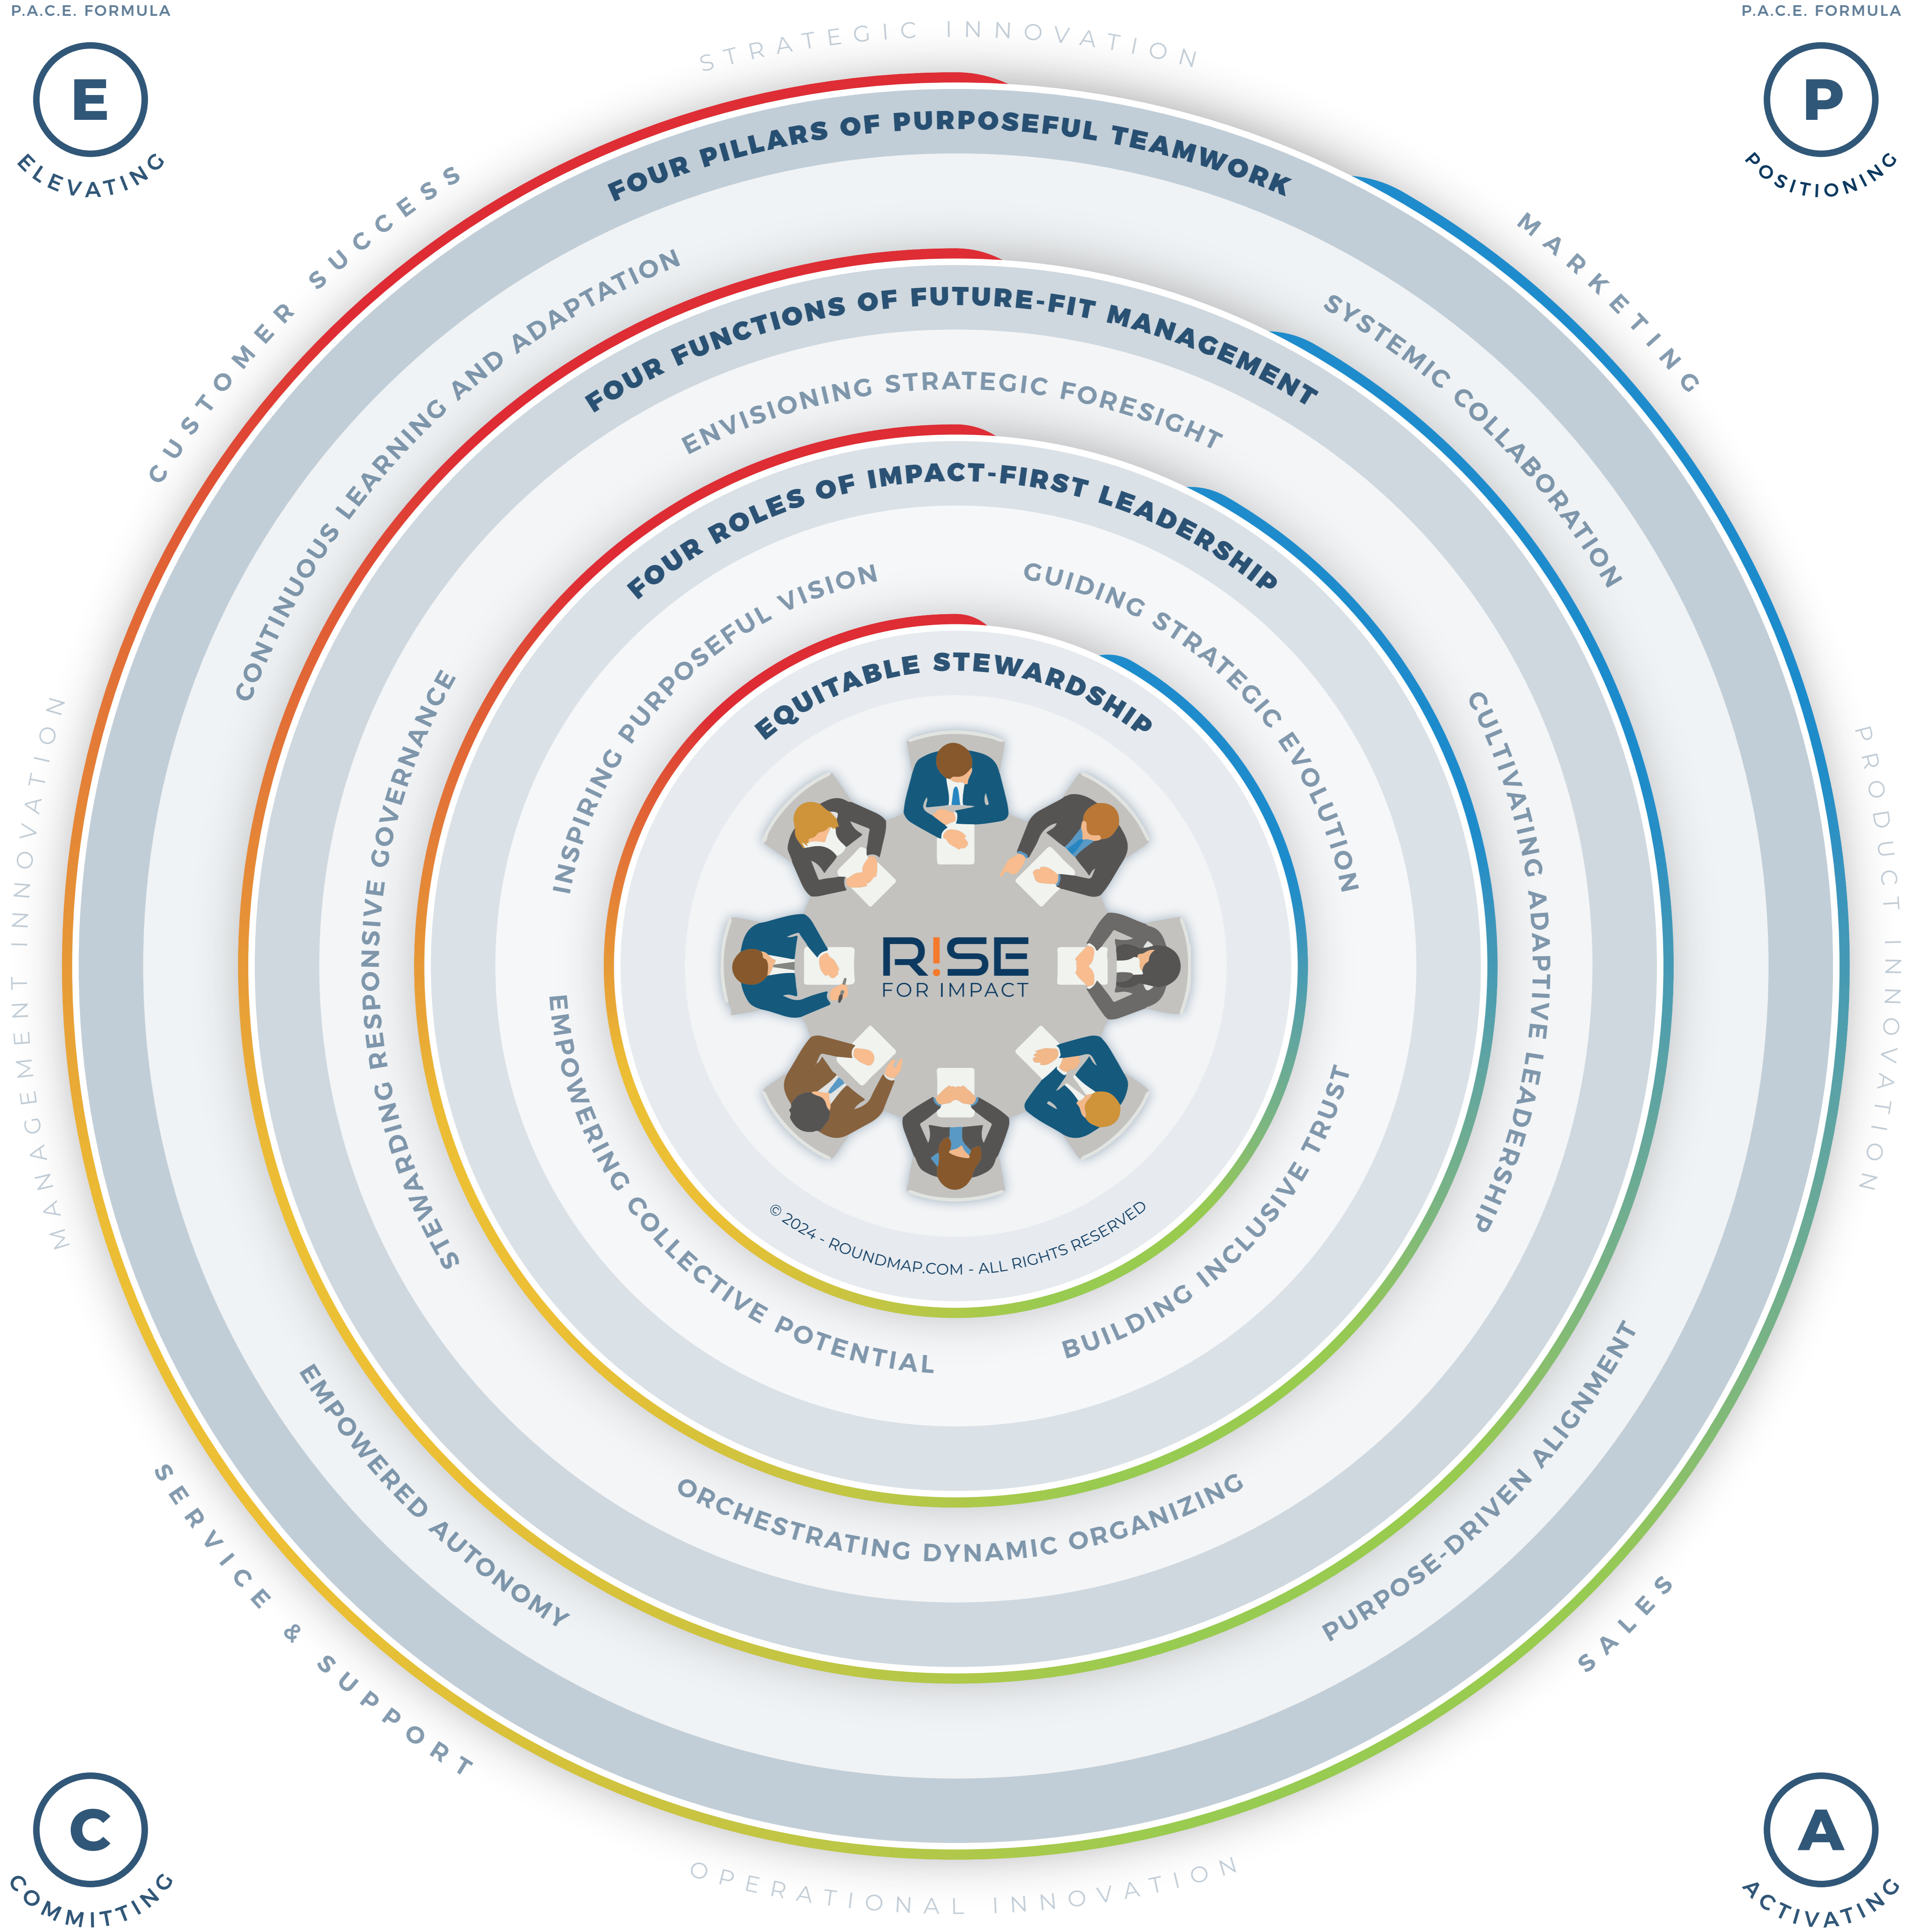 P.A.C.E. FORMULA
E
ELEVATING
P.A.C.E. FORMULA
P
POSITIONING
STRATEGIC INNOVATION
CUSTOMER SUCCESS
MARKETING
MANAGEMENT INNOVATION
PRODUCT INNOVATION
SERVICE & SUPPORT
SALES
OPERATIONAL INNOVATION
FOUR PILLARS OF PURPOSEFUL TEAMWORK
CONTINUOUS LEARNING AND ADAPTATION
SYSTEMIC COLLABORATION
EMPOWERED AUTONOMY
PURPOSE-DRIVEN ALIGNMENT
FOUR FUNCTIONS OF FUTURE-FIT MANAGEMENT
ENVISIONING STRATEGIC FORESIGHT
STEWARDING RESPONSIVE GOVERNANCE
CULTIVATING ADAPTIVE LEADERSHIP
ORCHESTRATING DYNAMIC ORGANIZING
FOUR ROLES OF IMPACT-FIRST LEADERSHIP
INSPIRING PURPOSEFUL VISION
GUIDING STRATEGIC EVOLUTION
EMPOWERING COLLECTIVE POTENTIAL
BUILDING INCLUSIVE TRUST
EQUITABLE STEWARDSHIP
R!SE
FOR IMPACT
© 2024 - ROUNDMAP.COM - ALL RIGHTS RESERVED
C
COMMITTING
A
ACTIVATING